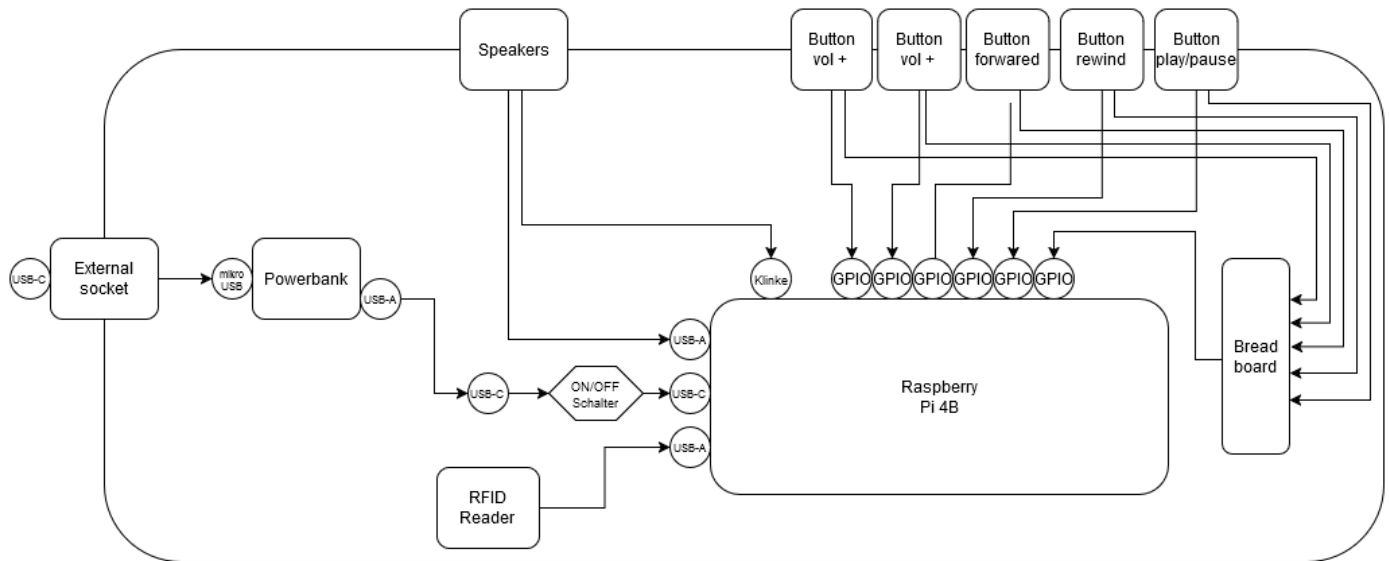 Speakers
Button
vol +
Button
vol +
Button
forwared
Button
rewind
Button
play/pause
USB-C
External
socket
mikro
USB
Powerbank
USB-A
Klinke
GPIO
GPIO
GPIO
GPIO
GPIO
GPIO
USB-A
USB-C
ON/OFF
Schalter
USB-C
USB-A
Raspberry
Pi 4B
Bread
board
RFID
Reader